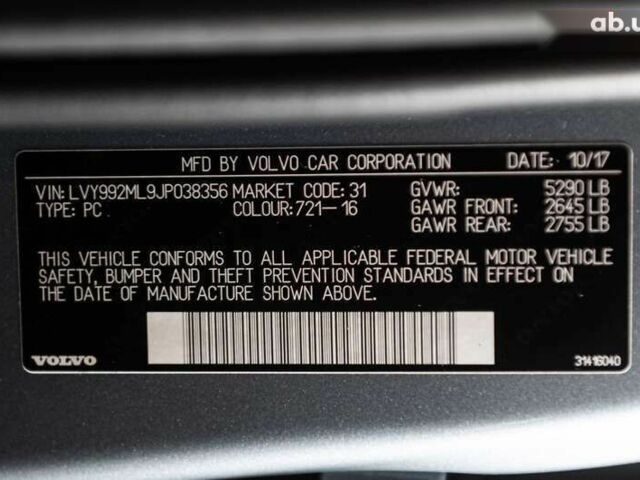 ab.u
MFD BY VOLVO CAR CORPORATION DATE: 10/17
VIN: LVY992ML9JP038356 MARKET CODE: 31 GVWR: 5290 LB
TYPE: PC COLOUR: 721-16 GAWR FRONT: 2645 LB
GAWR REAR: 2755 LB
THIS VEHICLE CONFORMS TO ALL APPLICABLE FEDERAL MOTOR VEHICLE
SAFETY, BUMPER AND THEFT PREVENTION STANDARDS IN EFFECT ON
THE DATE OF MANUFACTURE SHOWN ABOVE.
VOLVO 31416040